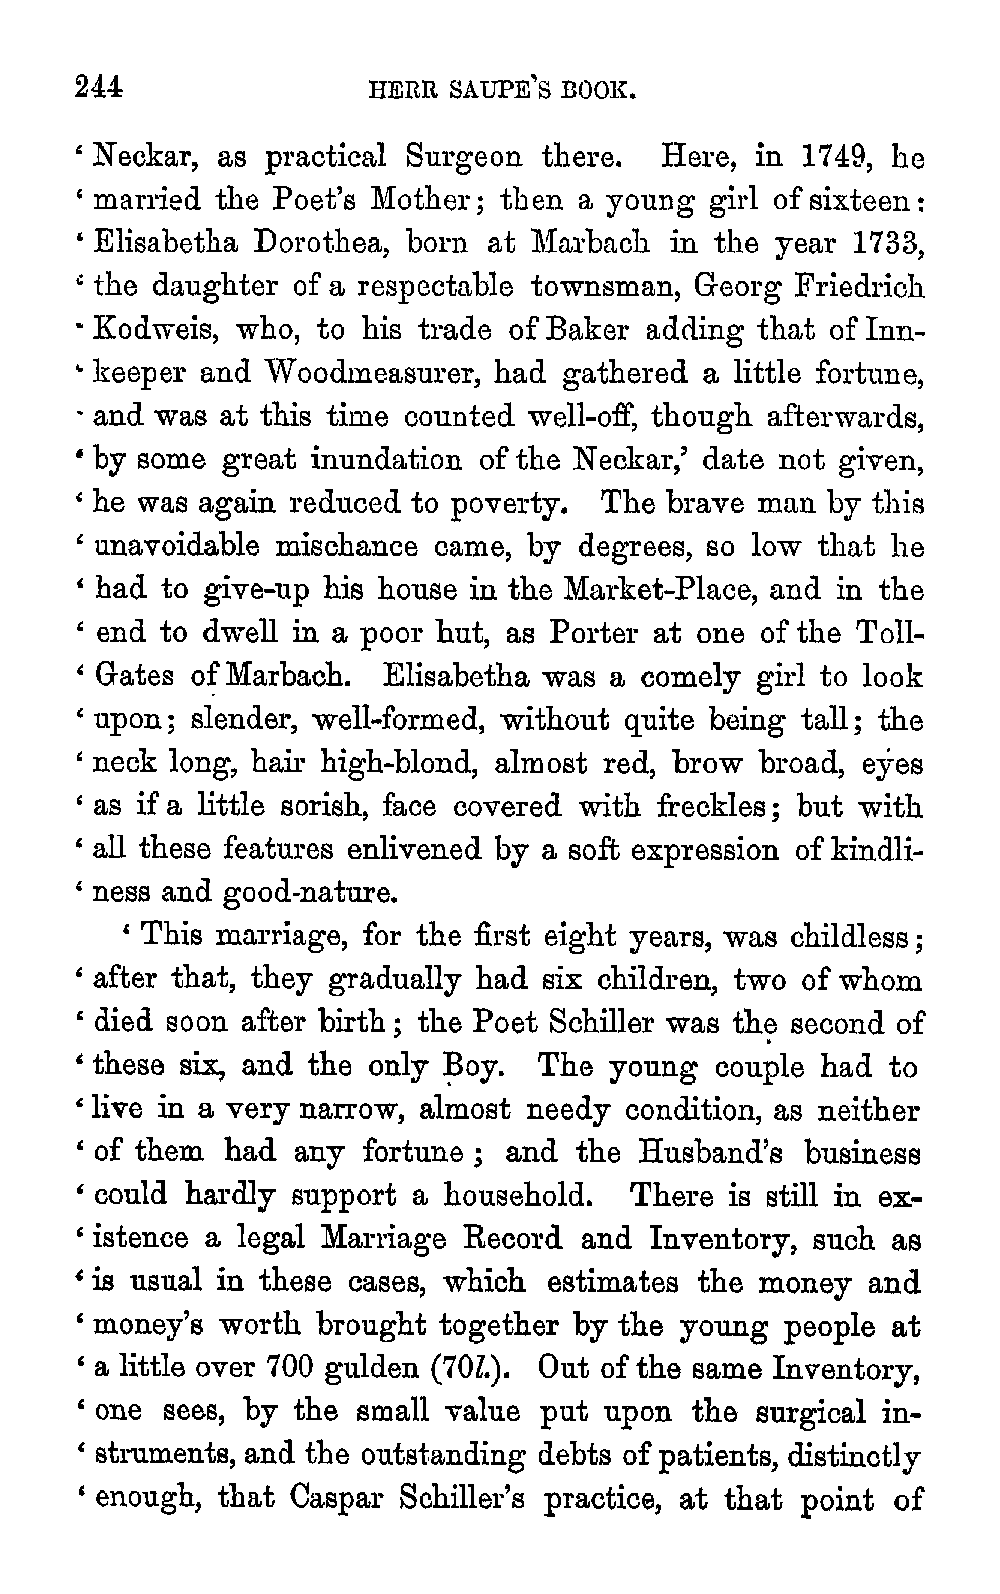 244 HERR SAUPE'S BOOK.
‘ Neckar, as practical Surgeon there. Here, in 1749, he
‘ married the Poet's Mother; then a young girl of sixteen:
‘ Elisabetha Dorothea, born at Marbach in the year 1733,
‘ the daughter of a respectable townsman, Georg Friedrich
‘ Kodweis, who, to his trade of Baker adding that of Inn-
‘ keeper and Woodmeasurer, had gathered a little fortune,
‘ and was at this time counted well-off, though afterwards,
‘ by some great inundation of the Neckar,’ date not given,
‘ he was again reduced to poverty. The brave man by this
‘ unavoidable mischance came, by degrees, so low that he
‘ had to give-up his house in the Market-Place, and in the
‘ end to dwell in a poor hut, as Porter at one of the Toll-
‘ Gates of Marbach. Elisabetha was a comely girl to look
‘ upon; slender, well-formed, without quite being tall; the
‘ neck long, hair high-blond, almost red, brow broad, eyes
‘ as if a little sorish, face covered with freckles; but with
‘ all these features enlivened by a soft expression of kindli-
‘ ness and good-nature.
‘ This marriage, for the first eight years, was childless;
‘ after that, they gradually had six children, two of whom
‘ died soon after birth; the Poet Schiller was the second of
‘ these six, and the only Boy. The young couple had to
‘ live in a very narrow, almost needy condition, as neither
‘ of them had any fortune; and the Husband's business
‘ could hardly support a household. There is still in ex-
‘ istence a legal Marriage Record and Inventory, such as
‘ is usual in these cases, which estimates the money and
‘ money's worth brought together by the young people at
‘ a little over 700 gulden (70l.). Out of the same Inventory,
‘ one sees, by the small value put upon the surgical in-
‘ struments, and the outstanding debts of patients, distinctly
‘ enough, that Caspar Schiller's practice, at that point of